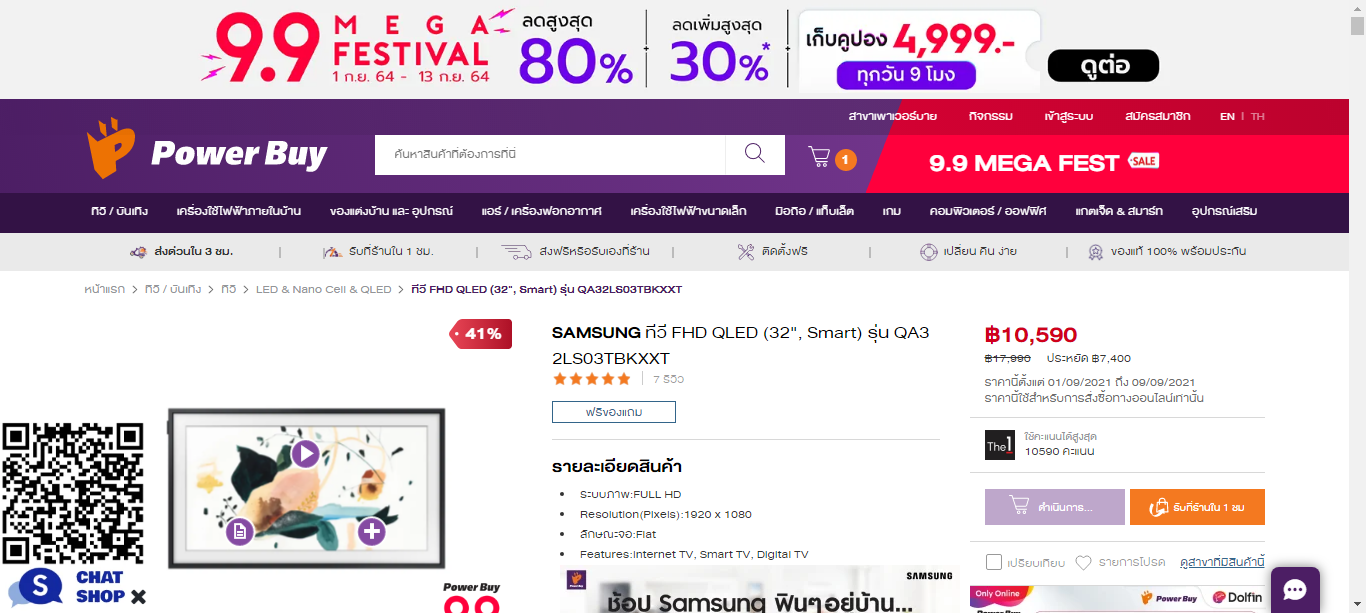 9.9 MEGA FESTIVAL
1 ก.ย. 64 - 13 ก.ย. 64
ลดสูงสุด
80%
ลดเพิ่มสูงสุด
30%*
เก็บคูปอง 4,999.-
ทุกวัน 9 โมง
ดูต่อ
สาขาเพาเวอร์บาย กิจกรรม เข้าสู่ระบบ สมัครสมาชิก EN | TH
Power Buy
ค้นหาสินค้าที่ต้องการที่นี่
1
9.9 MEGA FEST SALE
ทีวี / บันเทิง เครื่องใช้ไฟฟ้าภายในบ้าน ของแต่งบ้าน และ อุปกรณ์ แอร์ / เครื่องฟอกอากาศ เครื่องใช้ไฟฟ้าขนาดเล็ก มือถือ / แท็บเล็ต เกม คอมพิวเตอร์ / ออฟฟิศ แกดเจ็ด & สมาร์ท อุปกรณ์เสริม
ส่งด่วนใน 3 ชม. | รับที่ร้านใน 1 ชม. | ส่งฟรีหรือรับเองที่ร้าน | ติดตั้งฟรี | เปลี่ยน คืน ง่าย | ของแท้ 100% พร้อมประกัน
หน้าแรก > ทีวี / บันเทิง > ทีวี > LED & Nano Cell & QLED > ทีวี FHD QLED (32", Smart) รุ่น QA32LS03TBKXXT
41%
SAMSUNG ทีวี FHD QLED (32", Smart) รุ่น QA3
2LS03TBKXXT
7 รีวิว
ฟรีของแถม
รายละเอียดสินค้า
ระบบภาพ:FULL HD
Resolution(Pixels):1920 x 1080
ลักษณะจอ:Flat
Features:Internet TV, Smart TV, Digital TV
฿10,590
฿17,990 ประหยัด ฿7,400
ราคานี้ตั้งแต่ 01/09/2021 ถึง 09/09/2021
ราคานี้ใช้สำหรับการสั่งซื้อทางออนไลน์เท่านั้น
The 1
ใช้คะแนนได้สูงสุด
10590 คะแนน
ดำเนินการ...
รับที่ร้านใน 1 ชม
เปรียบเทียบ รายการโปรด ดูสาขาที่มีสินค้านี้
S CHAT SHOP
Power Buy
9.9
SAMSUNG
ช้อป Samsung ฟินๆอยู่บ้าน...
Only Online
Power Buy
Dolfin